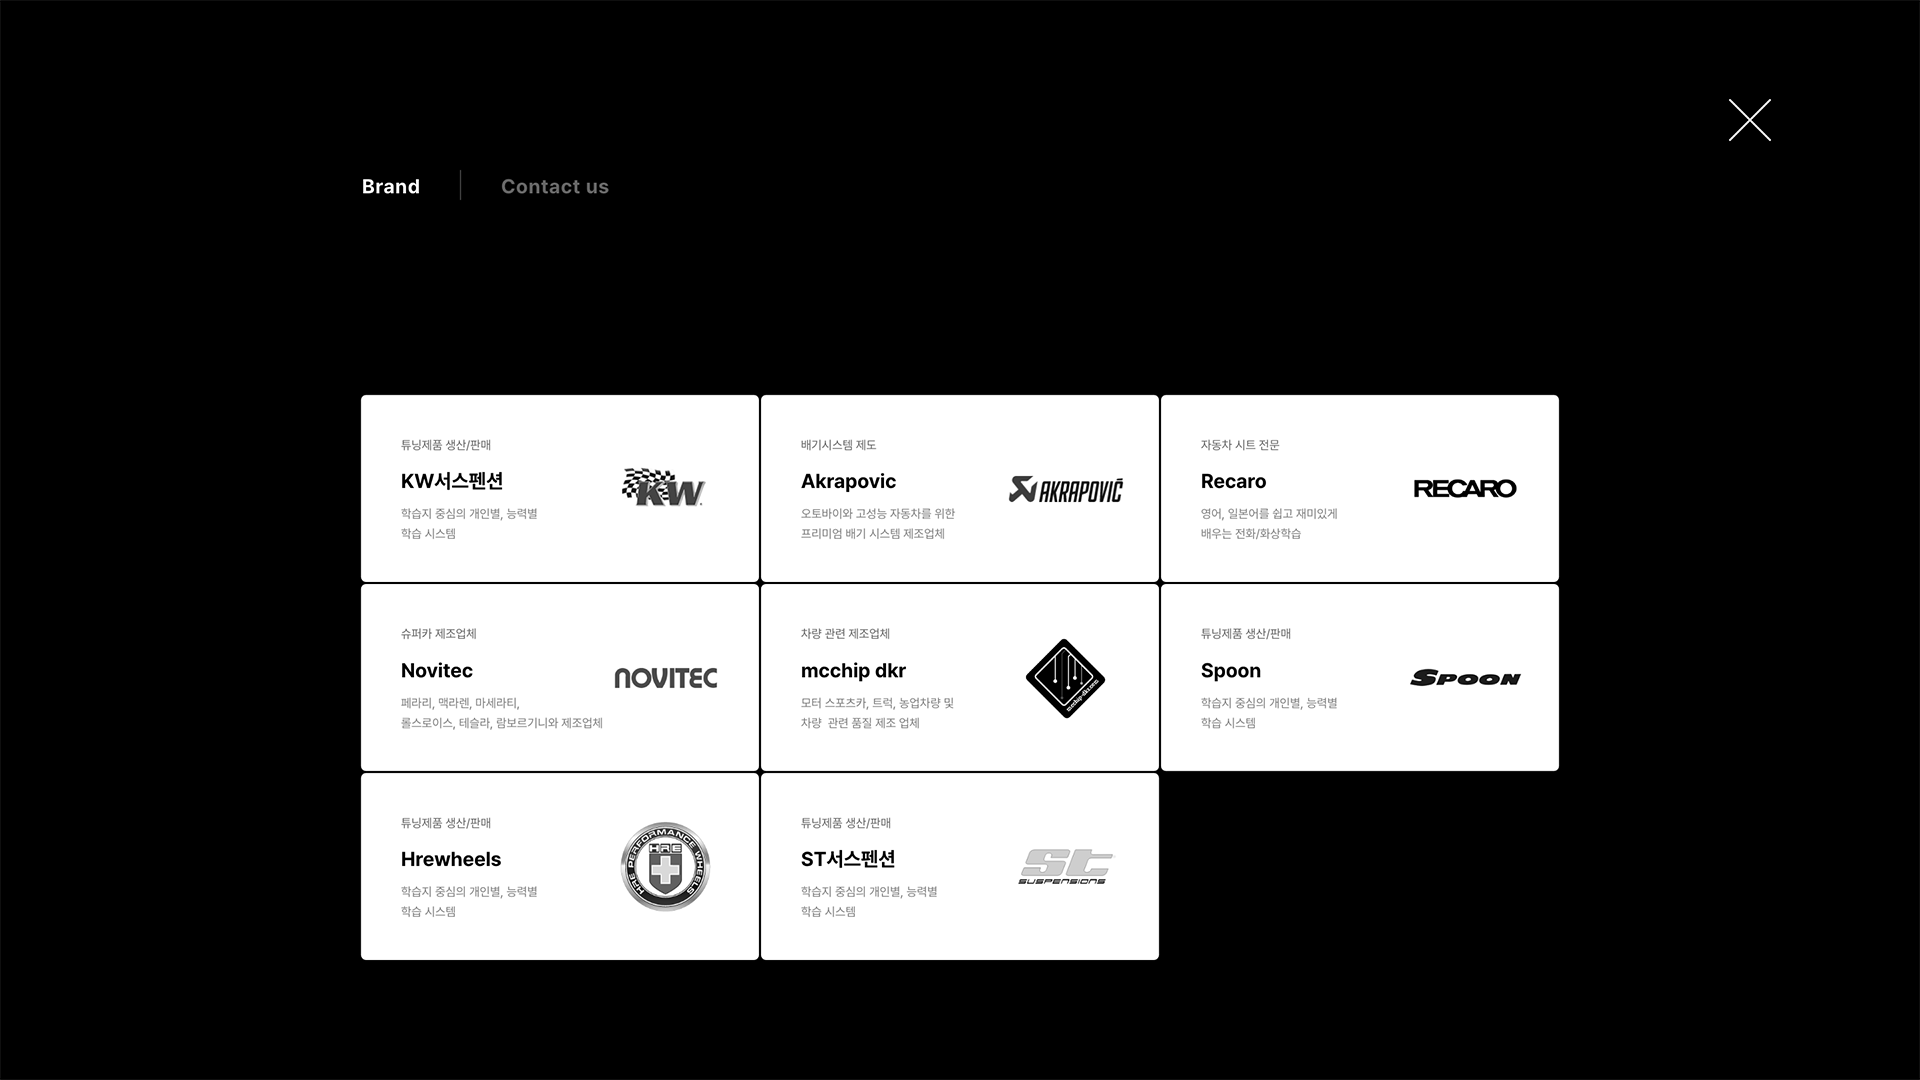 Brand
Contact us
튜닝제품 생산/판매
KW서스펜션
학습지 중심의 개인별, 능력별
학습 시스템
KW
배기시스템 제도
Akrapovic
오토바이와 고성능 자동차를 위한
프리미엄 배기 시스템 제조업체
AKRAPOVIČ
자동차 시트 전문
Recaro
영어, 일본어를 쉽고 재미있게
배우는 전화/화상학습
RECARO
슈퍼카 제조업체
Novitec
페라리, 맥라렌, 마세라티,
롤스로이스, 테슬라, 람보르기니와 제조업체
NOVITEC
차량 관련 제조업체
mcchip dkr
모터 스포츠카, 트럭, 농업차량 및
차량  관련 품질 제조 업체
mcchip-dkr.com
튜닝제품 생산/판매
Spoon
학습지 중심의 개인별, 능력별
학습 시스템
SPOON
튜닝제품 생산/판매
Hrewheels
학습지 중심의 개인별, 능력별
학습 시스템
HRE PERFORMANCE WHEELS
HRE
튜닝제품 생산/판매
ST서스펜션
학습지 중심의 개인별, 능력별
학습 시스템
ST
SUSPENSIONS